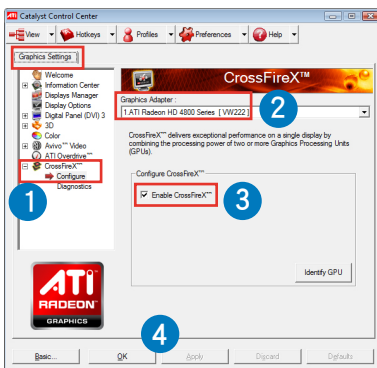 Catalyst Control Center
View Hotkeys Profiles Preferences Help
Graphics Settings
Welcome
Information Center
Displays Manager
Display Options
Digital Panel (DVI) 3
3D
Color
Avivo™ Video
ATI Overdrive™
CrossFireX™
Configure
Diagnostics
1
ATI
RADEON
GRAPHICS
CrossFireX™
Graphics Adapter :
1.ATI Radeon HD 4800 Series [ VW222 ]
2
CrossFireX™ delivers exceptional performance on a single display by
combining the processing power of two or more Graphics Processing Units
(GPUs).
Configure CrossFireX™
Enable CrossFireX™
3
Identify GPU
4
Basic... OK Apply Discard Defaults